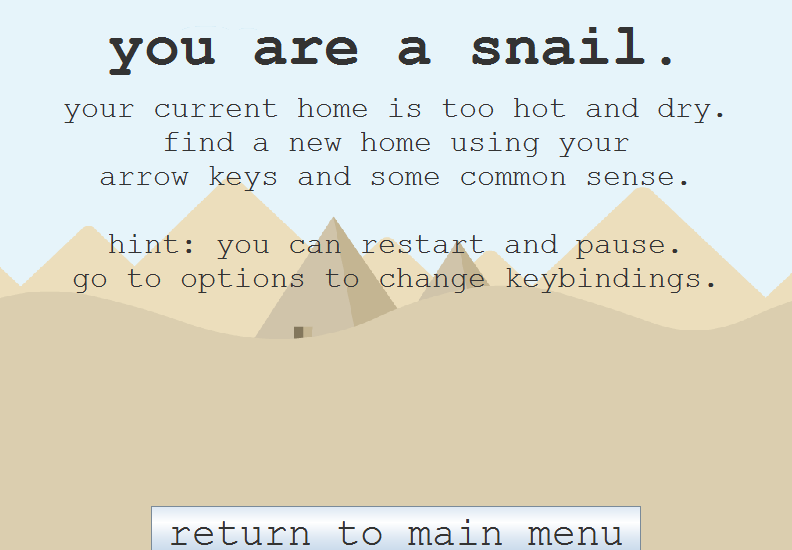 you are a snail.
your current home is too hot and dry.
find a new home using your
arrow keys and some common sense.
hint: you can restart and pause.
go to options to change keybindings.
return to main menu